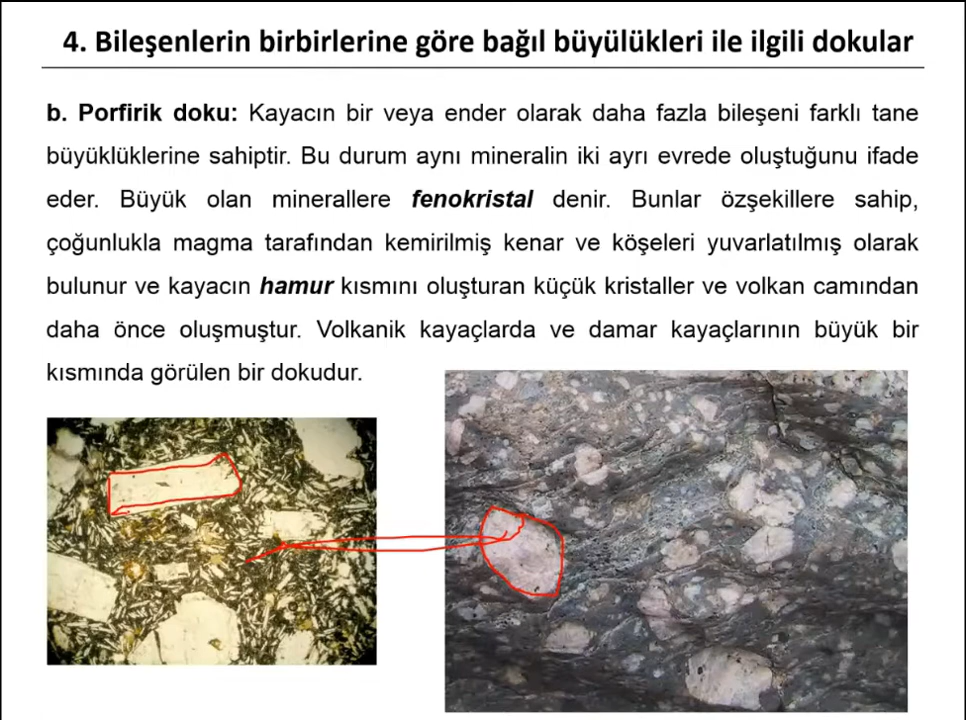 4. Bileşenlerin birbirlerine göre bağıl büyülükleri ile ilgili dokular
b. Porfirik doku: Kayacın bir veya ender olarak daha fazla bileşeni farklı tane
büyüklüklerine sahiptir. Bu durum aynı mineralin iki ayrı evrede oluştuğunu ifade
eder. Büyük olan minerallere fenokristal denir. Bunlar özşekillere sahip,
çoğunlukla magma tarafından kemirilmiş kenar ve köşeleri yuvarlatılmış olarak
bulunur ve kayacın hamur kısmını oluşturan küçük kristaller ve volkan camından
daha önce oluşmuştur. Volkanik kayaçlarda ve damar kayaçlarının büyük bir
kısmında görülen bir dokudur.